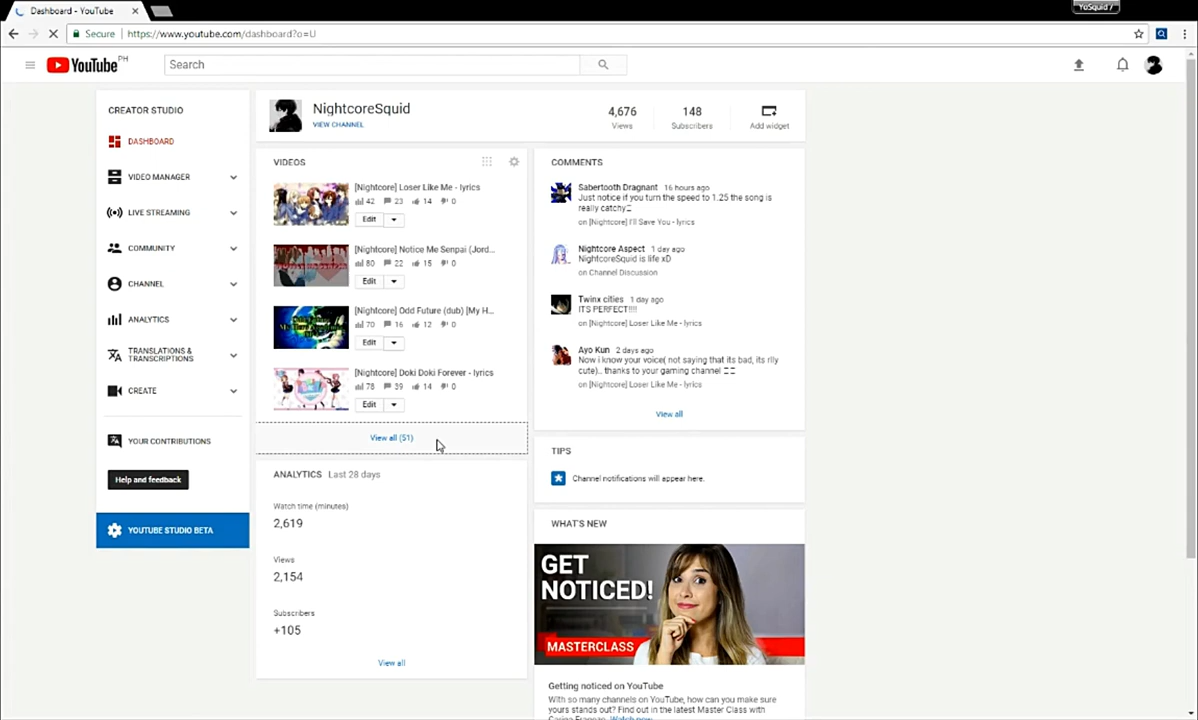 Dashboard - YouTube
YoSquid7
Secure https://www.youtube.com/dashboard?o=U
YouTube PH
Search
CREATOR STUDIO
DASHBOARD
VIDEO MANAGER
LIVE STREAMING
COMMUNITY
CHANNEL
ANALYTICS
TRANSLATIONS &
TRANSCRIPTIONS
CREATE
YOUR CONTRIBUTIONS
Help and feedback
YOUTUBE STUDIO BETA
NightcoreSquid
VIEW CHANNEL
4,676
Views
148
Subscribers
Add widget
VIDEOS
[Nightcore] Loser Like Me - lyrics
42 23 14 0
Edit
[Nightcore] Notice Me Senpai (Jord...
80 22 15 0
Edit
[Nightcore] Odd Future (dub) [My H...
70 16 12 0
Edit
[Nightcore] Doki Doki Forever - lyrics
78 39 14 0
Edit
View all (51)
ANALYTICS Last 28 days
Watch time (minutes)
2,619
Views
2,154
Subscribers
+105
View all
COMMENTS
Sabertooth Dragnant 16 hours ago
Just notice if you turn the speed to 1.25 the song is
really catchy
on [Nightcore] I'll Save You - lyrics
Nightcore Aspect 1 day ago
NightcoreSquid is life xD
on Channel Discussion
Twinx cities 1 day ago
ITS PERFECT!!!!
on [Nightcore] Loser Like Me - lyrics
Ayo Kun 2 days ago
Now i know your voice( not saying that its bad, its rlly
cute).. thanks to your gaming channel
on [Nightcore] Loser Like Me - lyrics
View all
TIPS
Channel notifications will appear here.
WHAT'S NEW
GET
NOTICED!
MASTERCLASS
Getting noticed on YouTube
With so many channels on YouTube, how can you make sure
yours stands out? Find out in the latest Master Class with